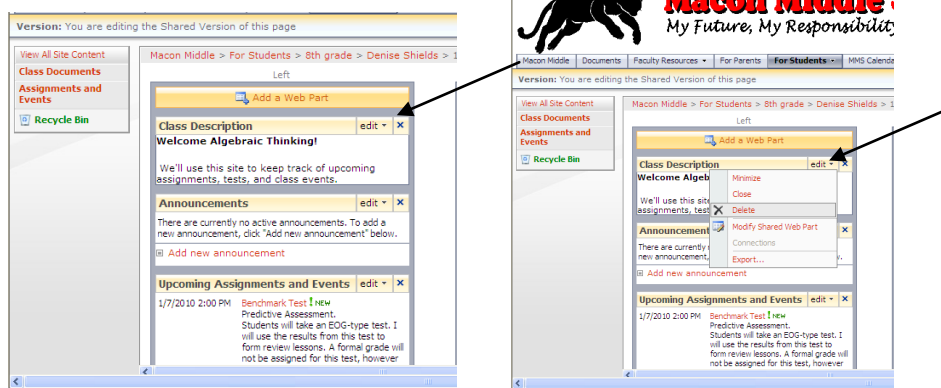 Version: You are editing the Shared Version of this page
View All Site Content
Class Documents
Assignments and
Events
Recycle Bin
Macon Middle > For Students > 8th grade > Denise Shields > 1
Left
Add a Web Part
Class Description edit ×
Welcome Algebraic Thinking!
We'll use this site to keep track of upcoming
assignments, tests, and class events.
Announcements edit ×
There are currently no active announcements. To add a
new announcement, click "Add new announcement" below.
Add new announcement
Upcoming Assignments and Events edit ×
1/7/2010 2:00 PM Benchmark Test ! NEW
Predictive Assessment.
Students will take an EOG-type test. I
will use the results from this test to
form review lessons. A formal grade will
not be assigned for this test, however
Macon Middle
My Future, My Responsibility
Macon Middle Documents Faculty Resources For Parents For Students MMS Calenda
Version: You are editing the Shared Version of this page
View All Site Content
Class Documents
Assignments and
Events
Recycle Bin
Macon Middle > For Students > 8th grade > Denise Shields > 1
Left
Add a Web Part
Class Description edit ×
Welcome Algeb
We'll use this site
assignments, test
Minimize
Close
Delete
Modify Shared Web Part
Connections
Export...
Announcement ×
There are currently
new announcement, w.
Add new announcement
Upcoming Assignments and Events edit ×
1/7/2010 2:00 PM Benchmark Test ! NEW
Predictive Assessment.
Students will take an EOG-type test. I
will use the results from this test to
form review lessons. A formal grade will
not be assigned for this test, however